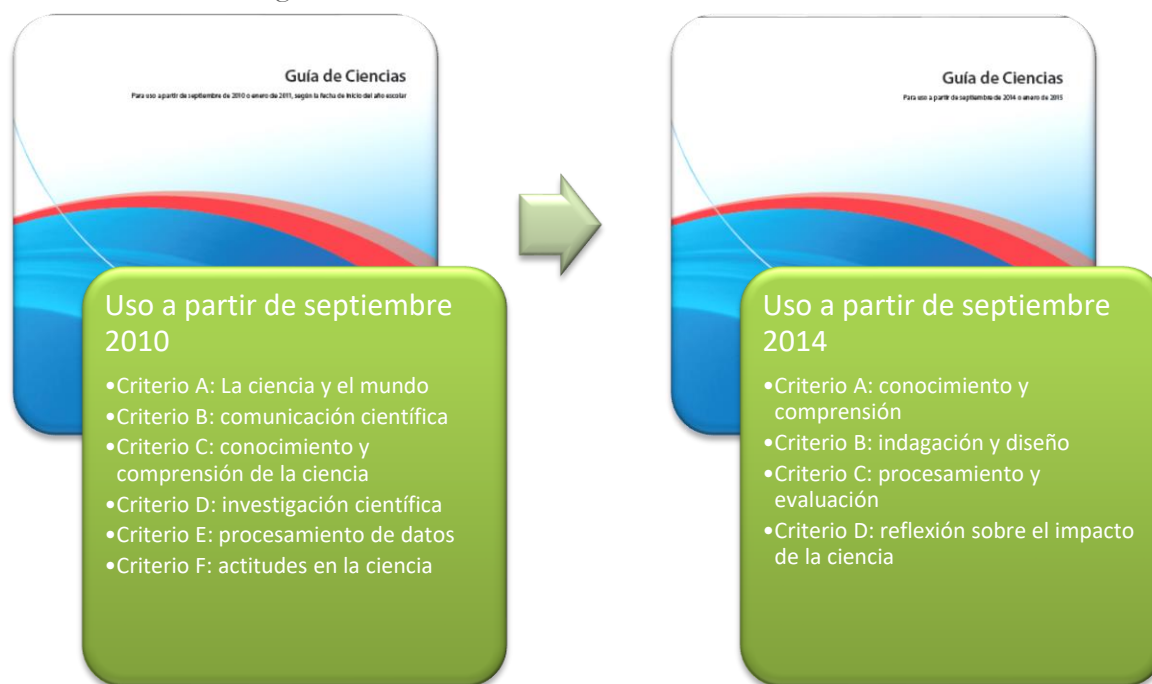 Guía de Ciencias
Para uso a partir de septiembre de 2010 o enero de 2011, según la fecha de inicio del año escolar
Uso a partir de septiembre
2010
•Criterio A: La ciencia y el mundo
•Criterio B: comunicación científica
•Criterio C: conocimiento y
comprensión de la ciencia
•Criterio D: investigación científica
•Criterio E: procesamiento de datos
•Criterio F: actitudes en la ciencia
Guía de Ciencias
Para uso a partir de septiembre de 2014 o enero de 2015
Uso a partir de septiembre
2014
•Criterio A: conocimiento y
comprensión
•Criterio B: indagación y diseño
•Criterio C: procesamiento y
evaluación
•Criterio D: reflexión sobre el impacto
de la ciencia